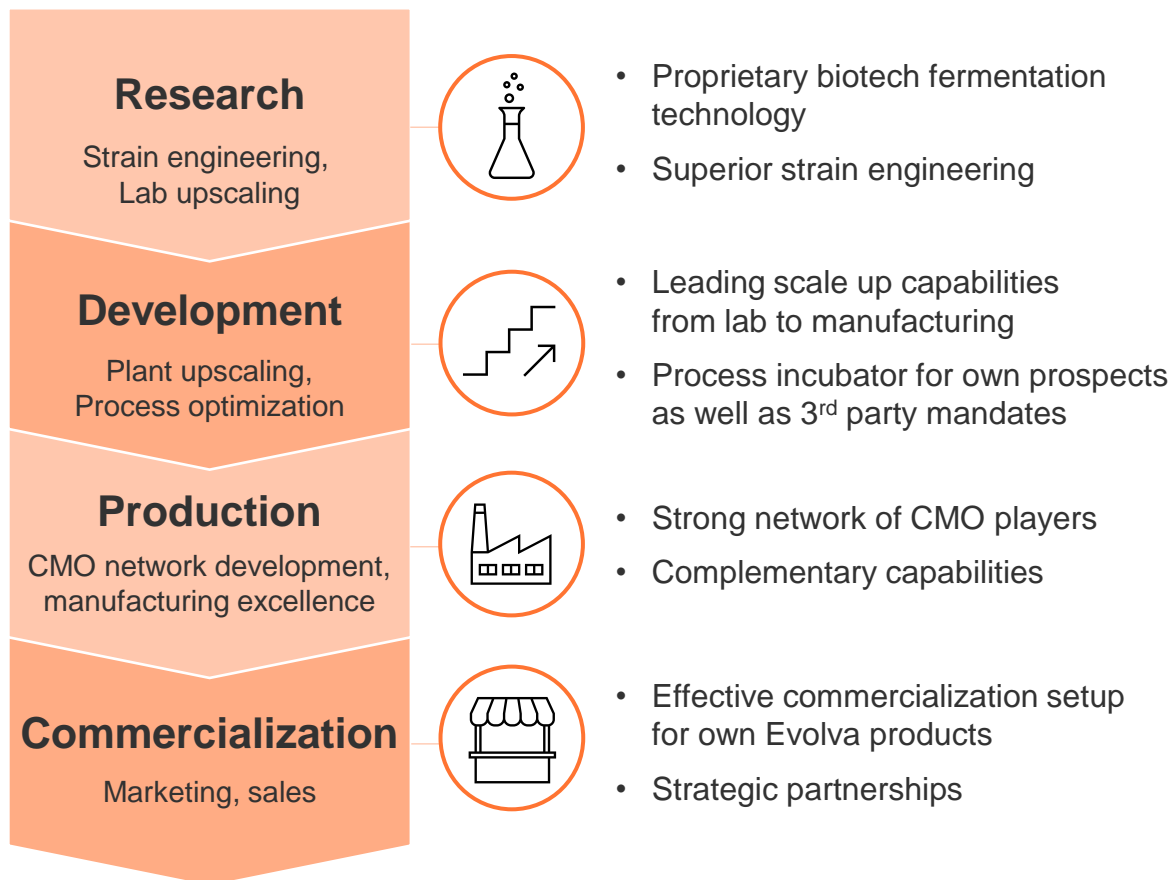 Research
Strain engineering,
Lab upscaling
• Proprietary biotech fermentation
technology
• Superior strain engineering
Development
Plant upscaling,
Process optimization
• Leading scale up capabilities
from lab to manufacturing
• Process incubator for own prospects
as well as 3rd party mandates
Production
CMO network development,
manufacturing excellence
• Strong network of CMO players
• Complementary capabilities
Commercialization
Marketing, sales
• Effective commercialization setup
for own Evolva products
• Strategic partnerships